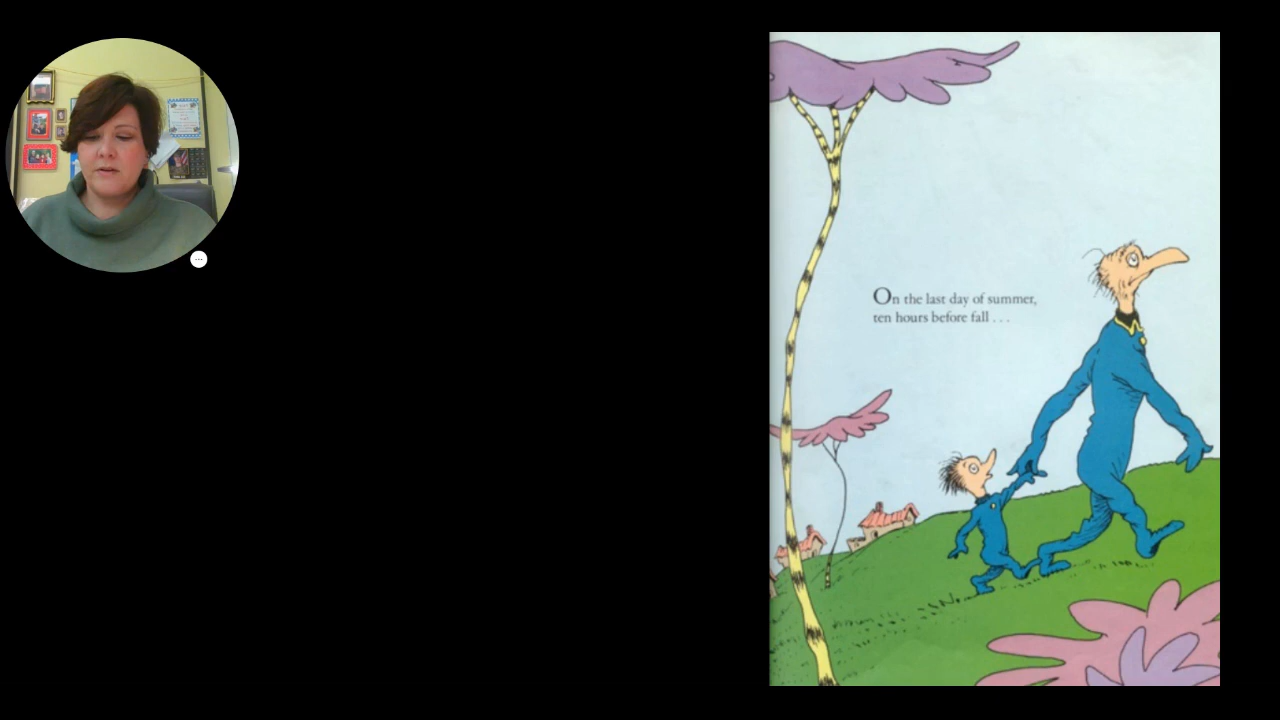 On the last day of summer,
ten hours before fall . . .